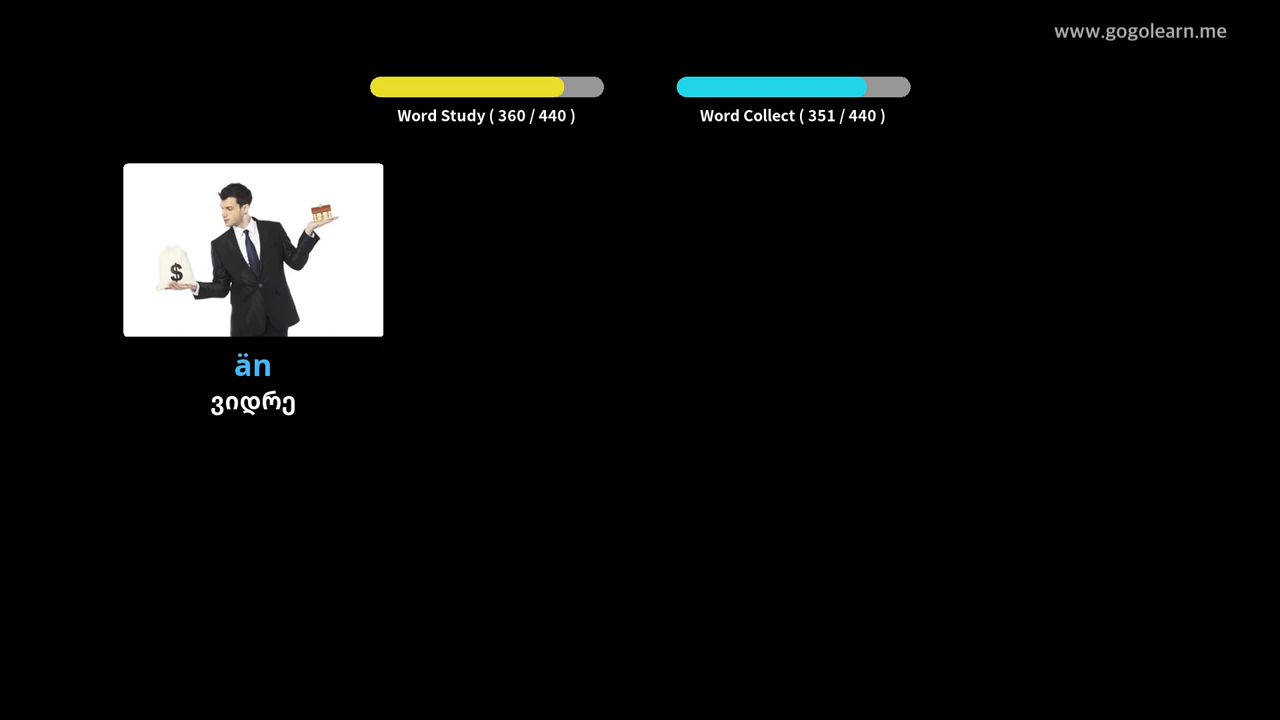 www.gogolearn.me
Word Study ( 360 / 440 )
Word Collect ( 351 / 440 )
$
än
ვიდრე